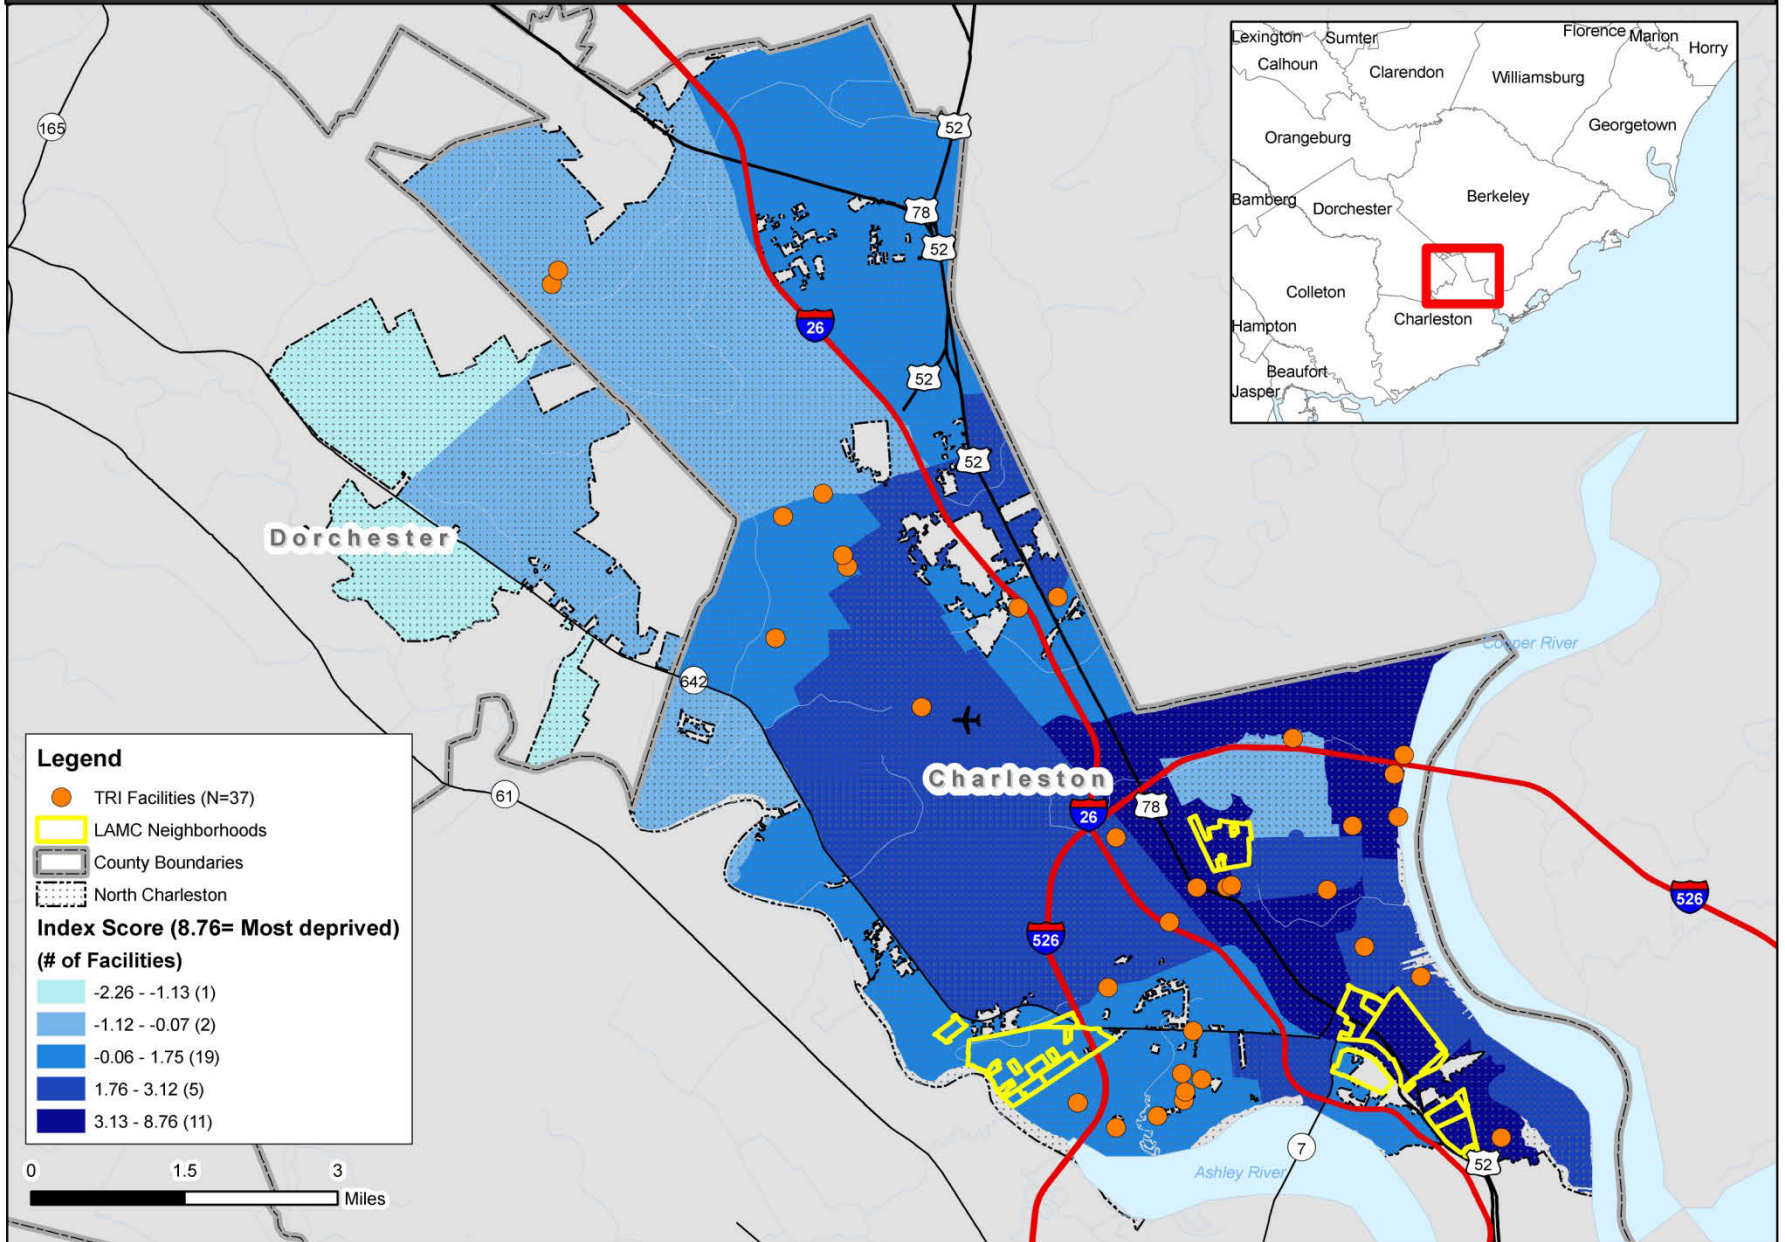 Lexington
Sumter
Florence
Marion
Horry
Calhoun
Clarendon
Williamsburg
Georgetown
Orangeburg
Berkeley
Bamberg
Dorchester
Colleton
Charleston
Hampton
Beaufort
Jasper
165
52
78
52
26
52
52
Dorchester
642
Cooper River
61
Charleston
26
78
526
526
7
52
Ashley River
Legend
TRI Facilities (N=37)
LAMC Neighborhoods
County Boundaries
North Charleston
Index Score (8.76= Most deprived)
(# of Facilities)
-2.26 - -1.13 (1)
-1.12 - -0.07 (2)
-0.06 - 1.75 (19)
1.76 - 3.12 (5)
3.13 - 8.76 (11)
0 1.5 3
Miles